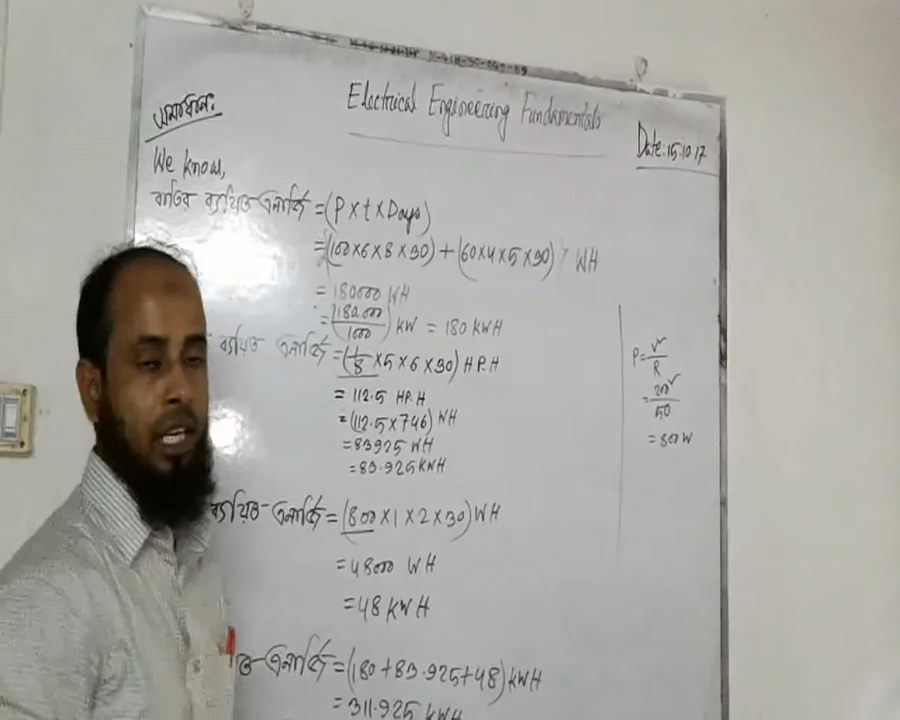 Electrical Engineering Fundamentals
Date: 15.10.17
সমাধান:
We know,
বাতির ব্যয়িত এনার্জি = (P × t × Days)
= (100×6×8×30) + (60×4×5×30) WH
= 180000 WH
= (180.000/1000) KW = 180 KWH
ব্যয়িত এনার্জি = (1/8 ×5×6×30) H.P.H
= 112.5 HP.H
= (112.5×746) WH
= 83925 WH
= 83.925 KWH
ব্যয়িত এনার্জি = (800×1×2×30) WH
= 48000 WH
= 48 KWH
ত এনার্জি = (180+83.925+48) KWH
= 311.925 KWH
P = V²/R
= 200²/50
= 800 W